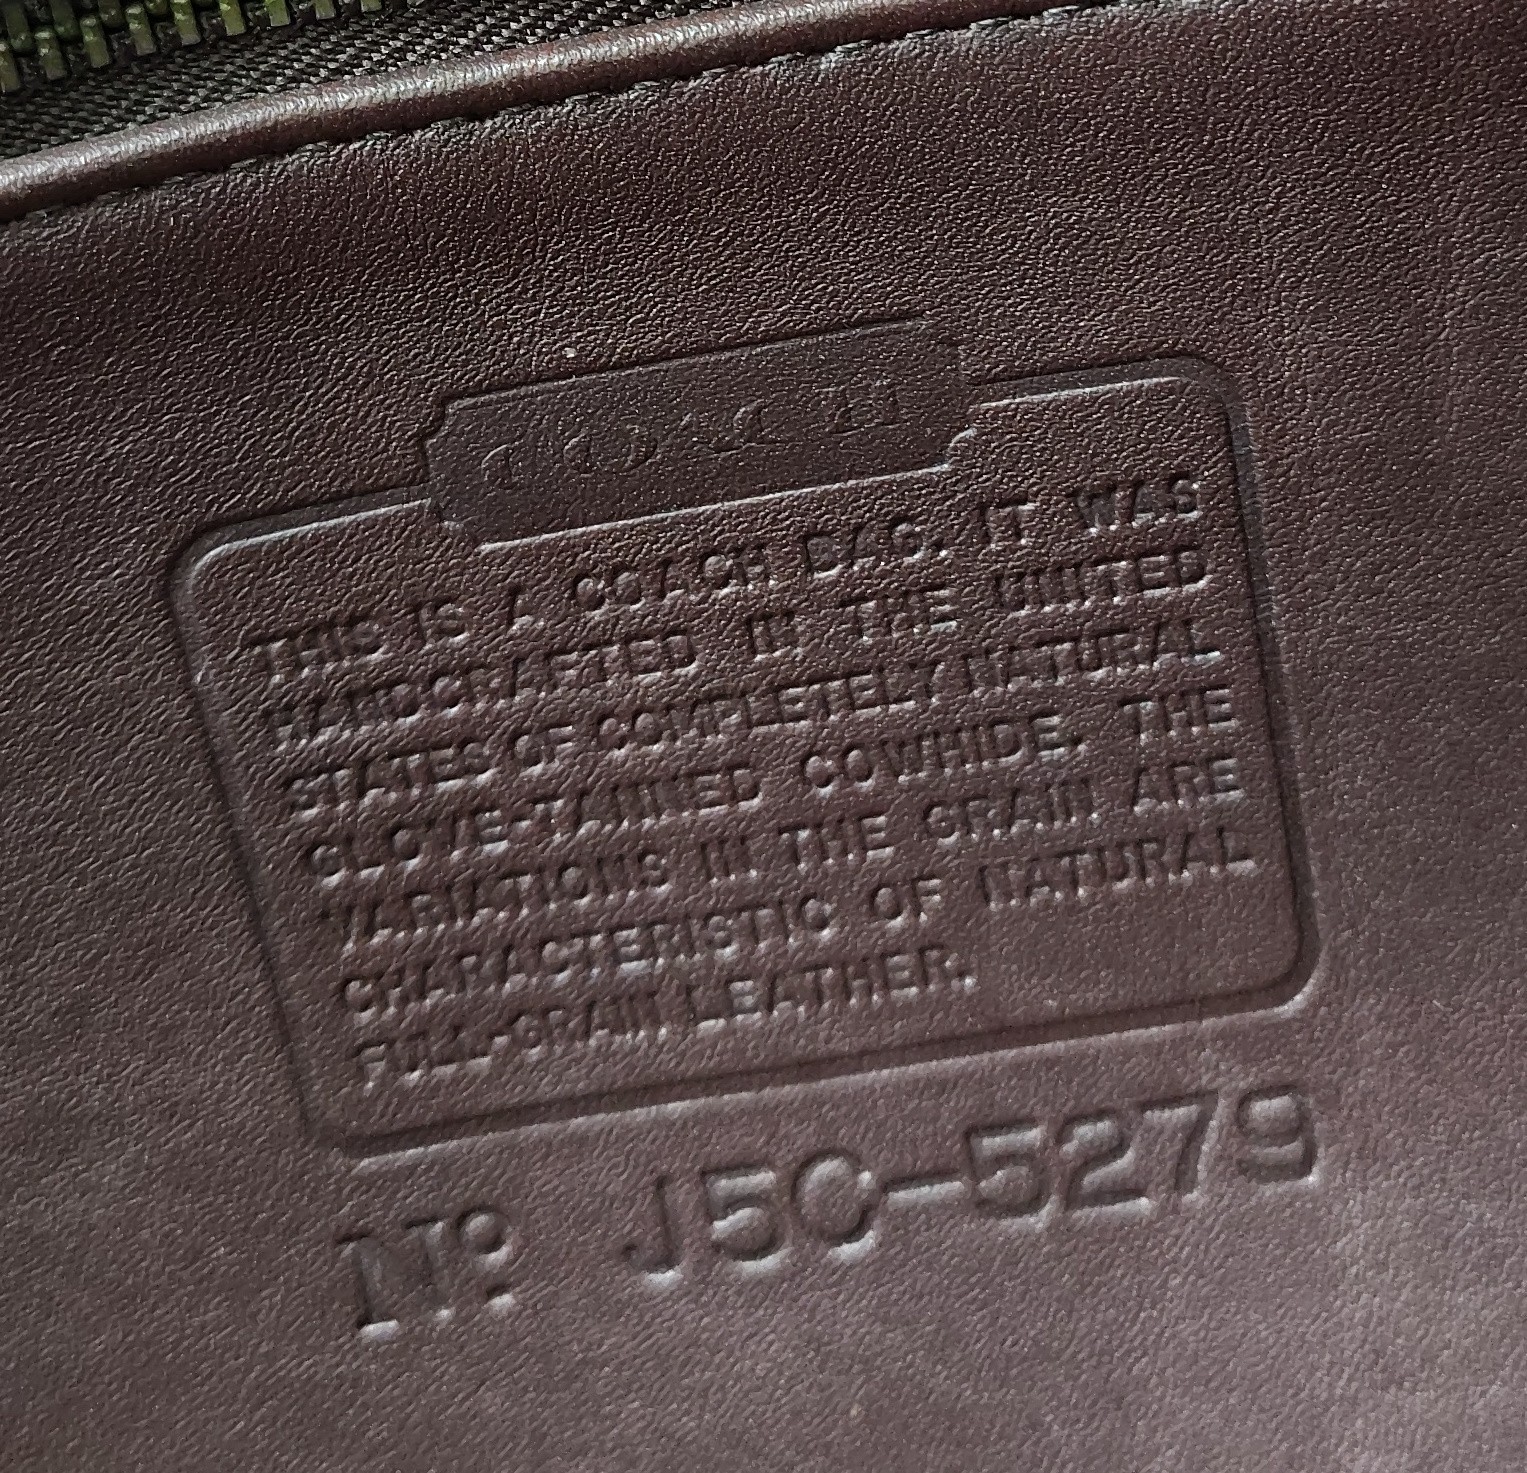 COACH
THIS IS A COACH BAG. IT WAS
HANDCRAFTED IN THE UNITED
STATES OF COMPLETELY NATURAL
GLOVE-TANNED COWHIDE. THE
VARIATIONS IN THE GRAIN ARE
CHARACTERISTIC OF NATURAL
FULL-GRAIN LEATHER.
Nº J5C-5279